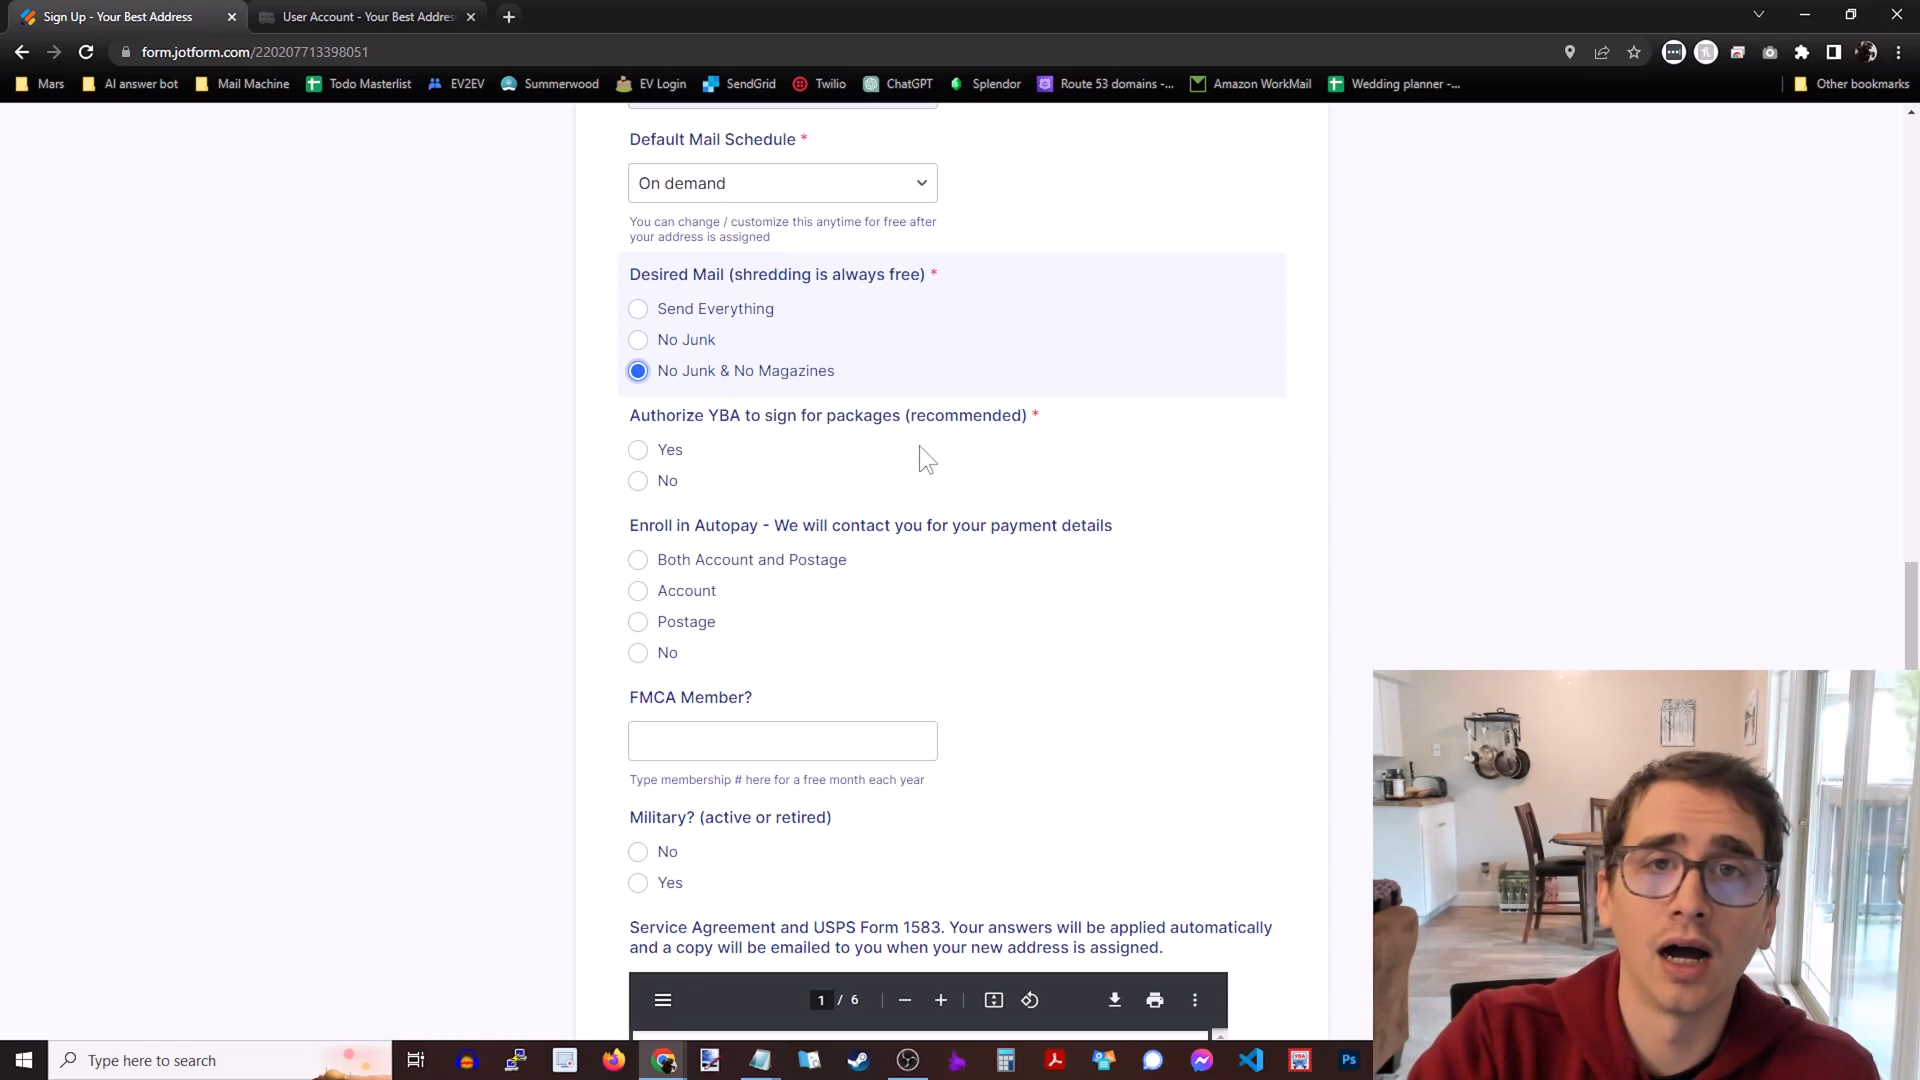 Sign Up - Your Best Address
User Account - Your Best Address
form.jotform.com/220207713398051
Mars
AI answer bot
Mail Machine
Todo Masterlist
EV2EV
Summerwood
EV Login
SendGrid
Twilio
ChatGPT
Splendor
Route 53 domains -...
Amazon WorkMail
Wedding planner -...
Other bookmarks
Default Mail Schedule *
On demand
You can change / customize this anytime for free after
your address is assigned
Desired Mail (shredding is always free) *
Send Everything
No Junk
No Junk & No Magazines
Authorize YBA to sign for packages (recommended) *
Yes
No
Enroll in Autopay - We will contact you for your payment details
Both Account and Postage
Account
Postage
No
FMCA Member?
Type membership # here for a free month each year
Military? (active or retired)
No
Yes
Service Agreement and USPS Form 1583. Your answers will be applied automatically
and a copy will be emailed to you when your new address is assigned.
1 / 6
Type here to search
YBA
Ps